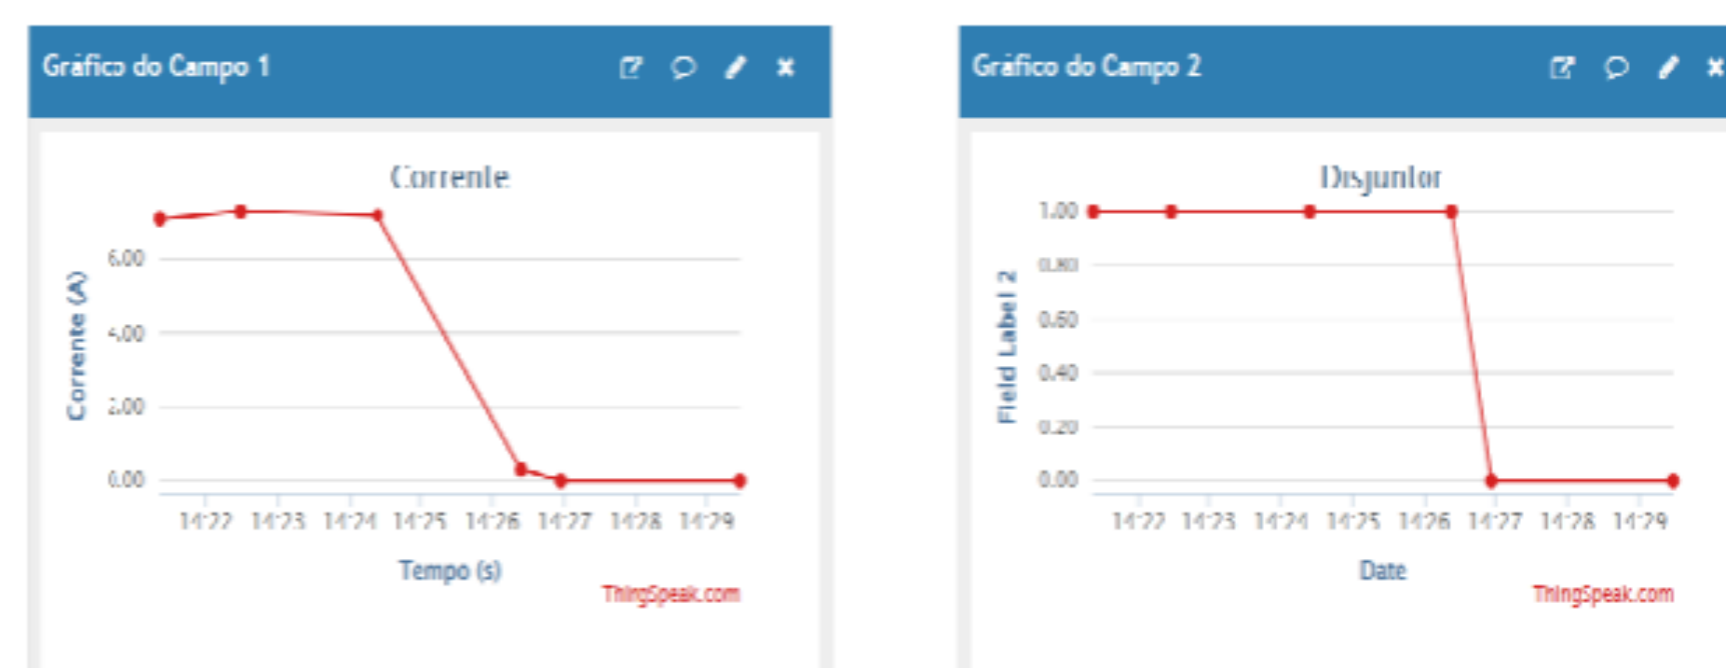 Gráfico do Campo 1
Corrente
Corrente (A)
6.00
4.00
2.00
0.00
14:22 14:23 14:24 14:25 14:26 14:27 14:28 14:29
Tempo (s)
ThingSpeak.com
Gráfico do Campo 2
Disjuntor
Field Label 2
1.00
0.80
0.60
0.40
0.20
0.00
14:22 14:23 14:24 14:25 14:26 14:27 14:28 14:29
Date
ThingSpeak.com